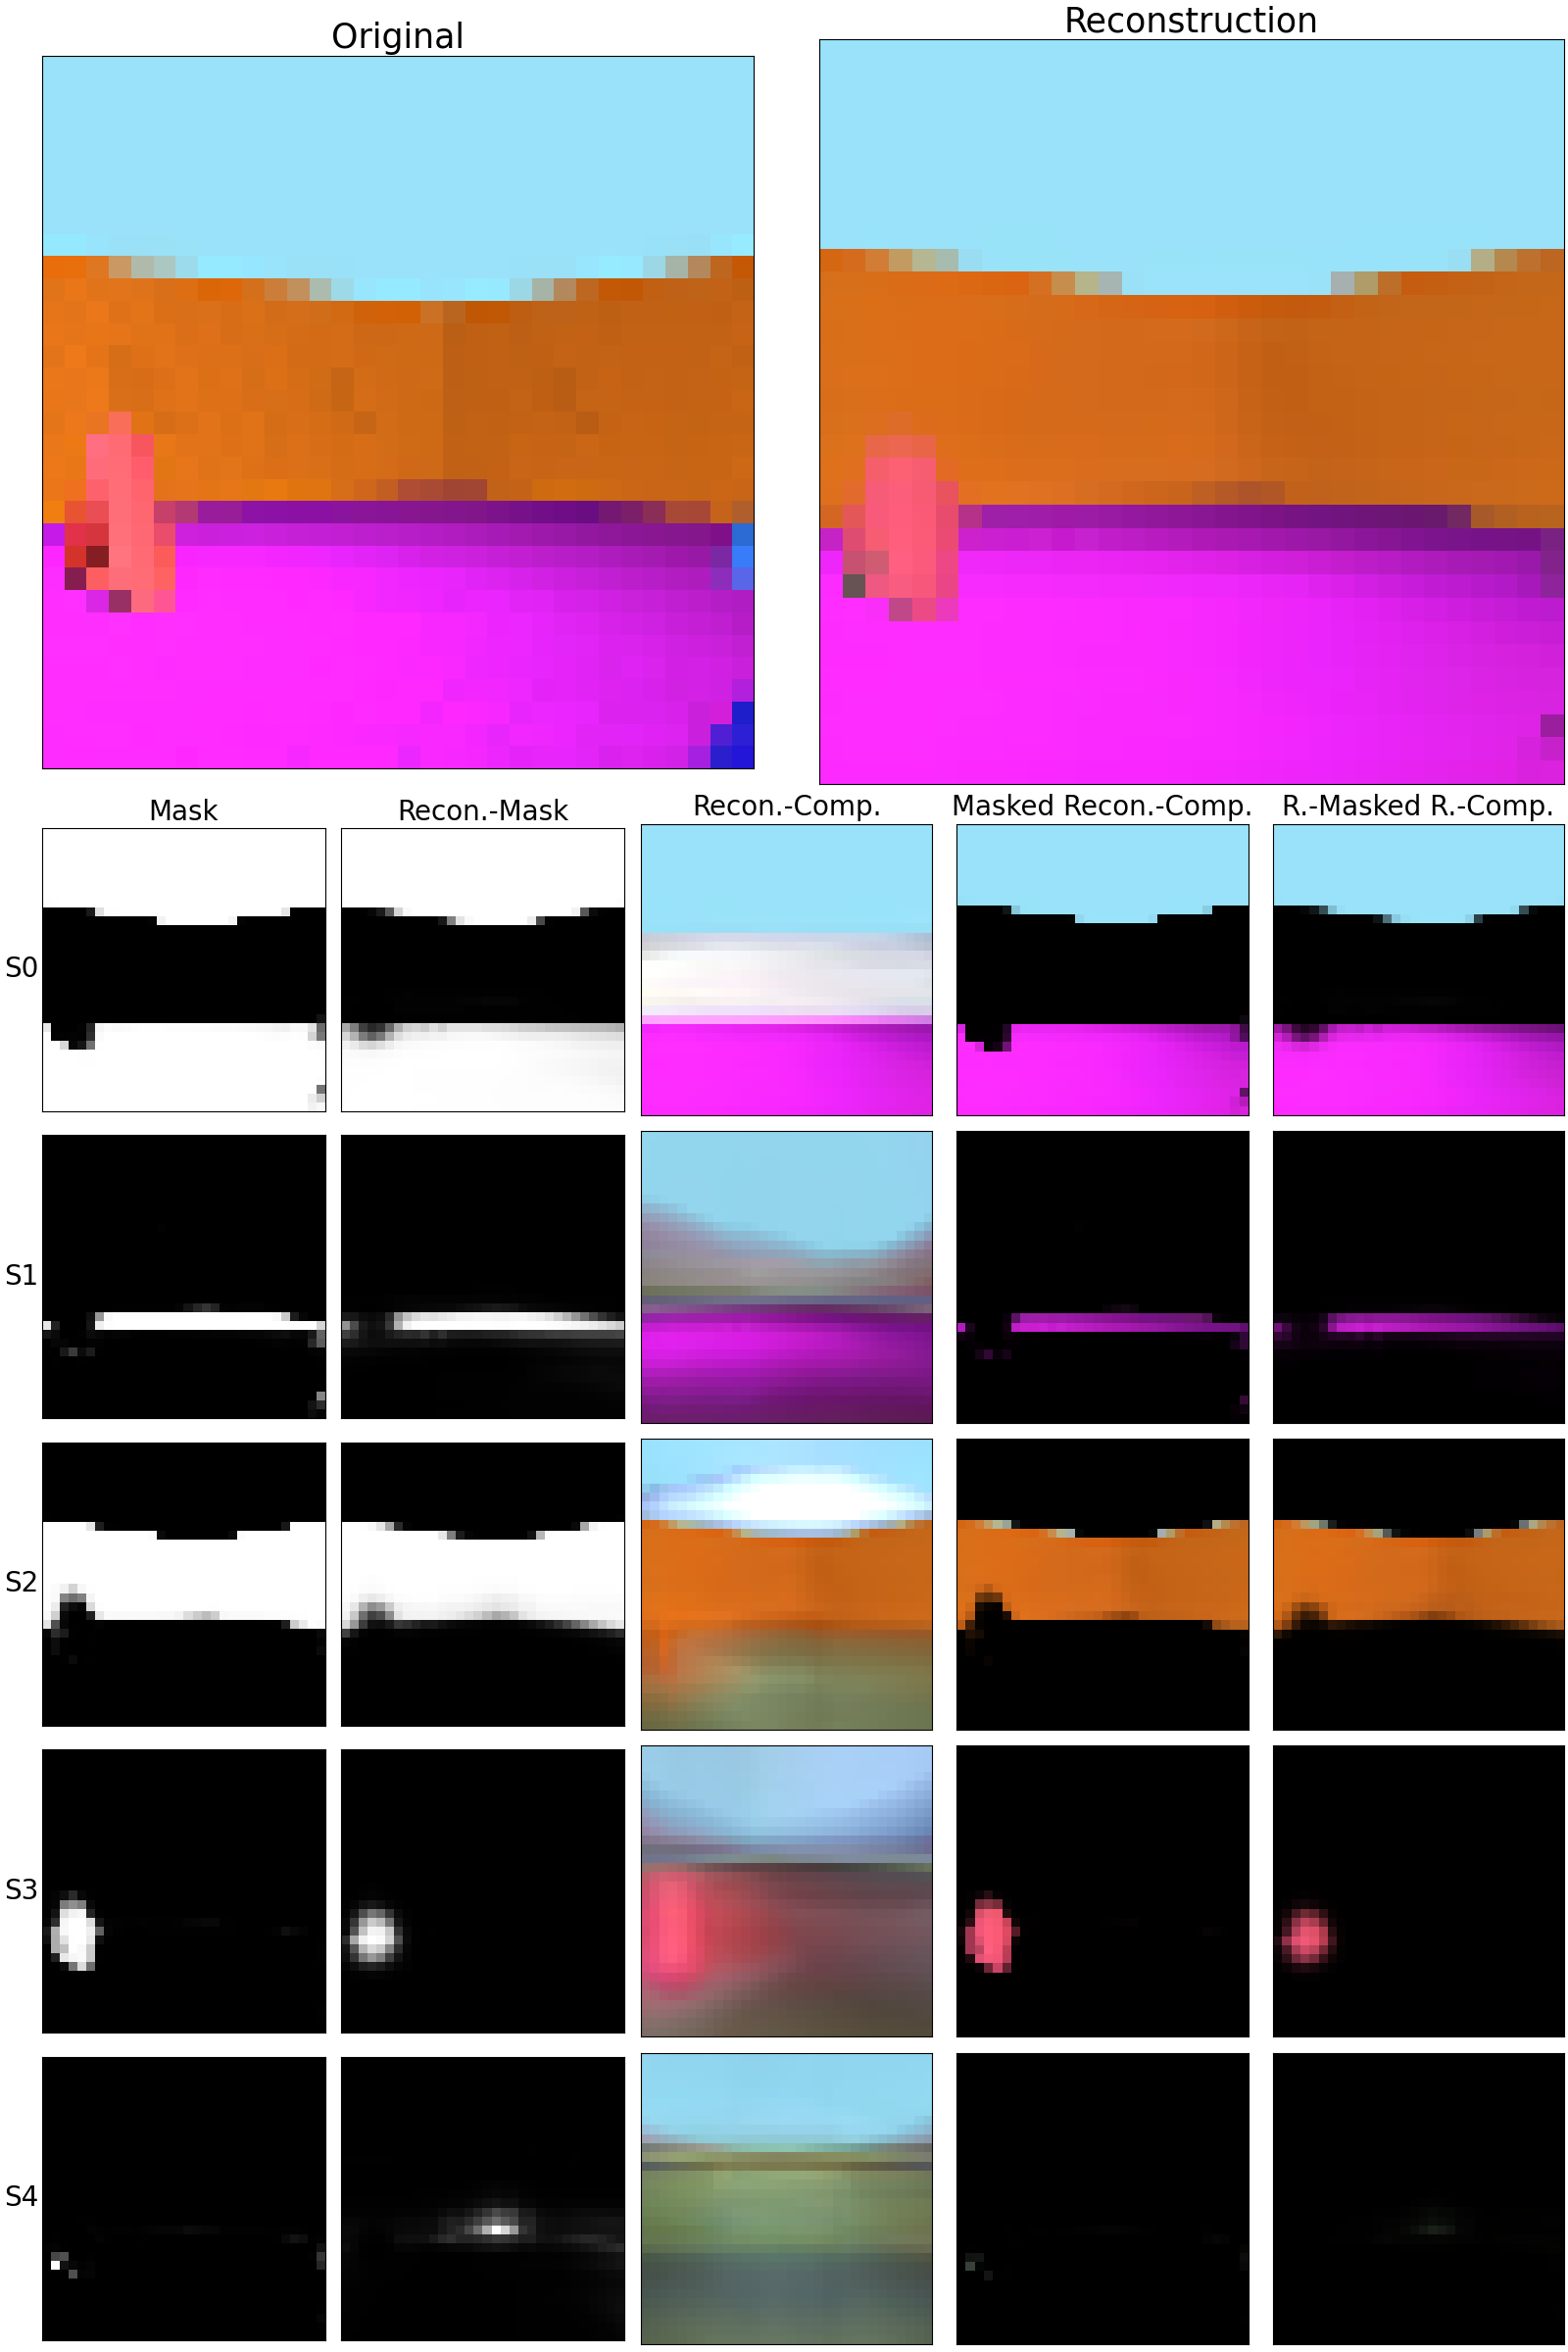 Original
Reconstruction
Mask
Recon.-Mask
Recon.-Comp.
Masked Recon.-Comp.
R.-Masked R.-Comp.
S0
S1
S2
S3
S4